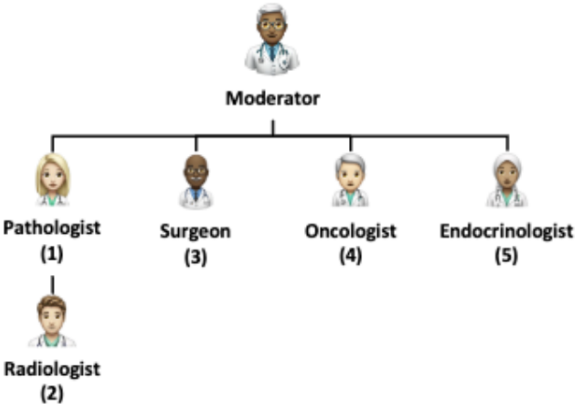 Moderator
Pathologist
(1)
Surgeon
(3)
Oncologist
(4)
Endocrinologist
(5)
Radiologist
(2)